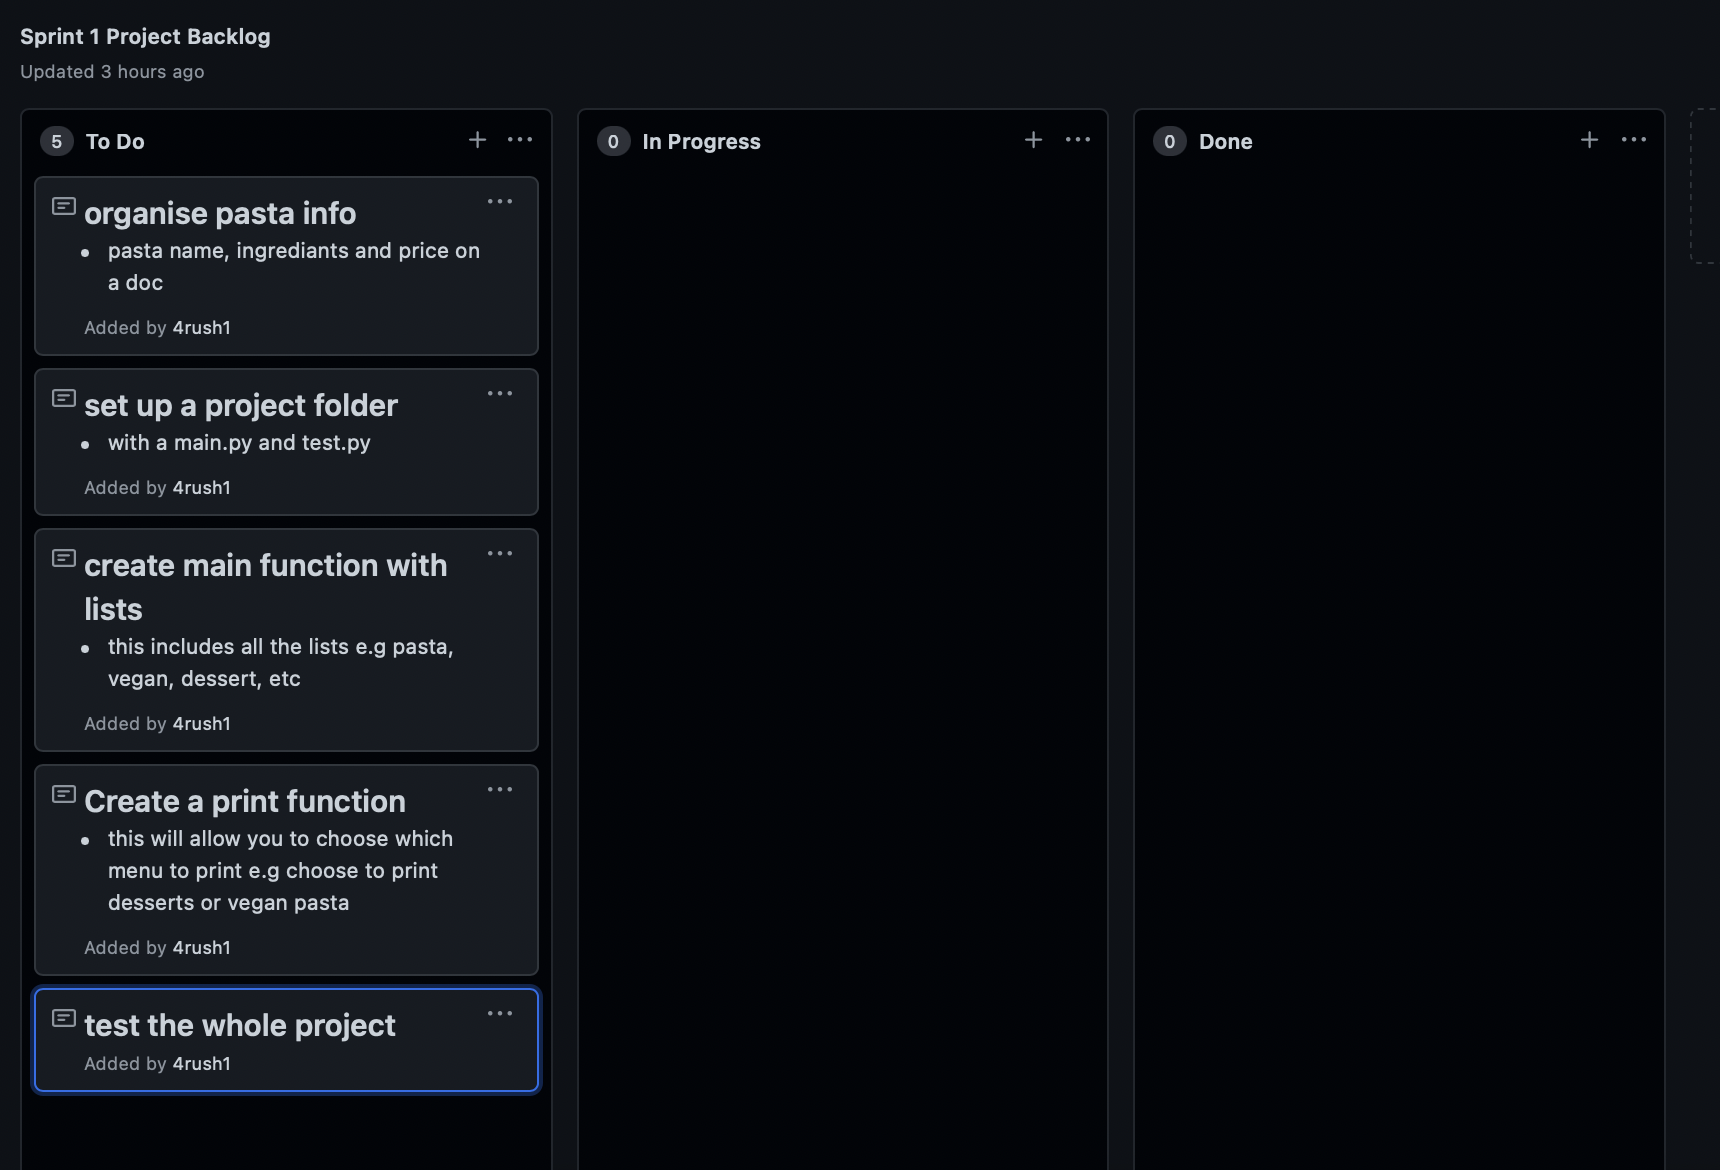 Sprint 1 Project Backlog
Updated 3 hours ago
5 To Do
organise pasta info
pasta name, ingrediants and price on
a doc
Added by 4rush1
set up a project folder
with a main.py and test.py
Added by 4rush1
create main function with
lists
this includes all the lists e.g pasta,
vegan, dessert, etc
Added by 4rush1
Create a print function
this will allow you to choose which
menu to print e.g choose to print
desserts or vegan pasta
Added by 4rush1
test the whole project
Added by 4rush1
0 In Progress
0 Done